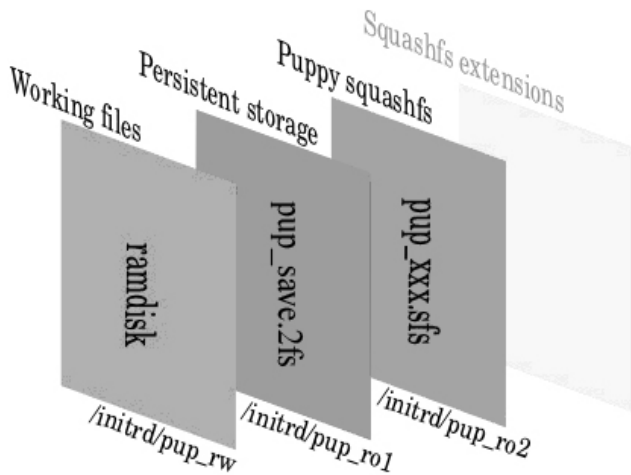 Working files
Persistent storage
Puppy squashfs
Squashfs extensions
ramdisk
pup_save.2fs
pup_xxx.sfs
/initrd/pup_rw
/initrd/pup_ro1
/initrd/pup_ro2